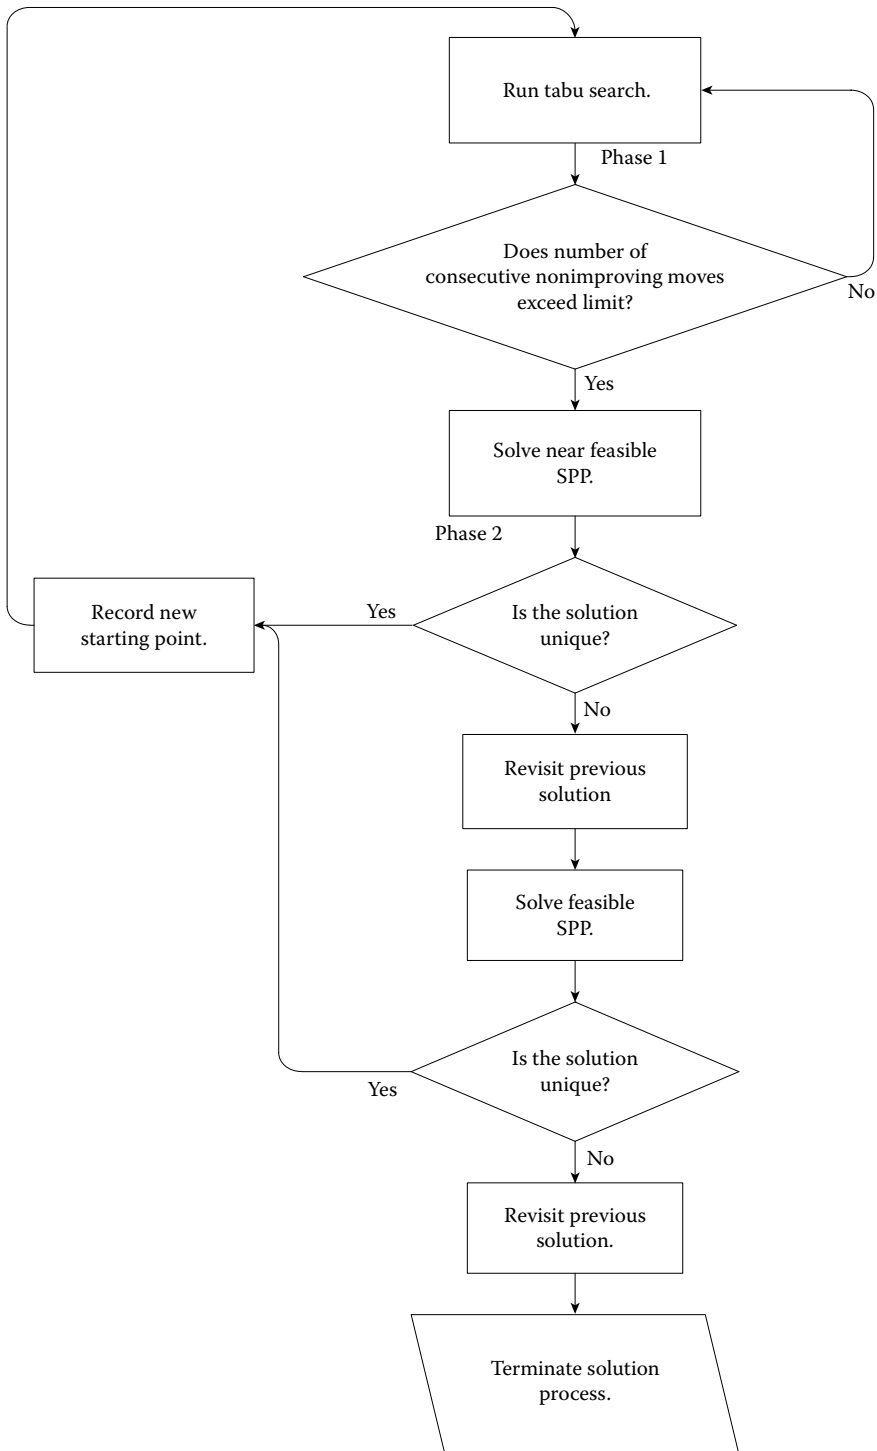 Run tabu search.
Phase 1
Does number of
consecutive nonimproving moves
exceed limit?
No
Yes
Solve near feasible
SPP.
Phase 2
Is the solution
unique?
Yes
Record new
starting point.
No
Revisit previous
solution
Solve feasible
SPP.
Is the solution
unique?
Yes
No
Revisit previous
solution.
Terminate solution
process.